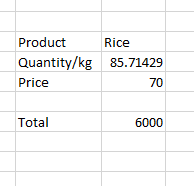 Product Rice
Quantity/kg 85.71429
Price 70
Total 6000